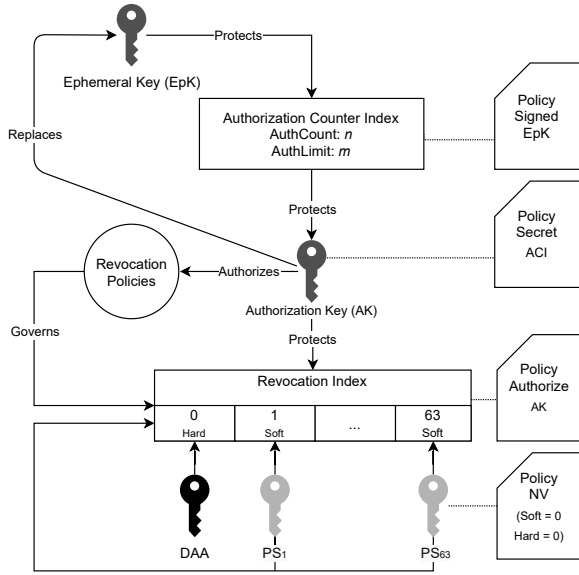 Protects
Ephemeral Key (EpK)
Replaces
Authorization Counter Index
AuthCount: n
AuthLimit: m
Policy
Signed
EpK
Protects
Policy
Secret
ACI
Revocation
Policies
Authorizes
Authorization Key (AK)
Governs
Protects
Revocation Index
0
Hard
1
Soft
...
63
Soft
Policy
Authorize
AK
DAA
PS1
PS63
Policy
NV
(Soft = 0
Hard = 0)